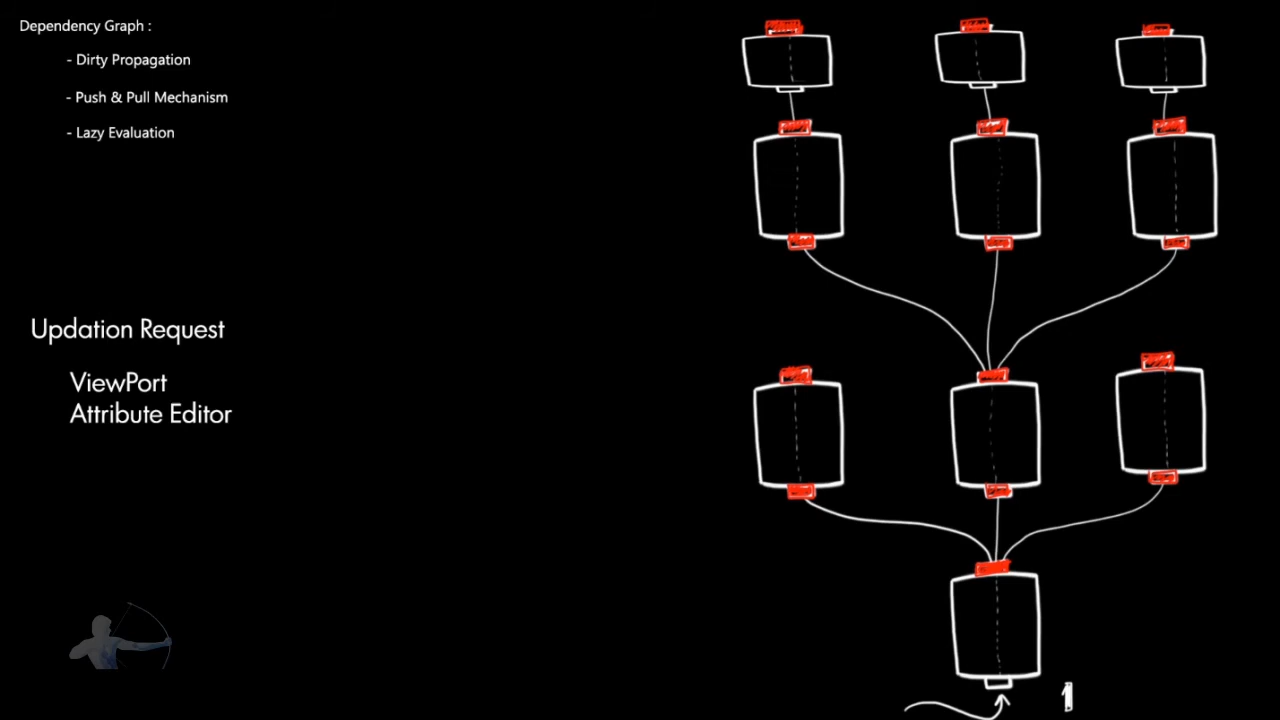 Dependency Graph :
- Dirty Propagation
- Push & Pull Mechanism
- Lazy Evaluation
Updation Request
ViewPort
Attribute Editor
1